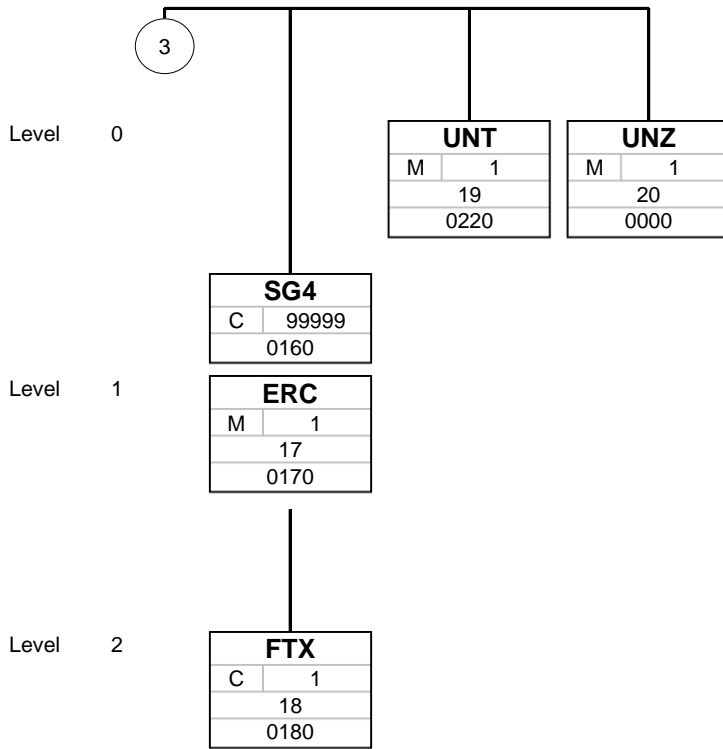 3
Level 0
UNT
M 1
19
0220
UNZ
M 1
20
0000
SG4
C 99999
0160
Level 1
ERC
M 1
17
0170
Level 2
FTX
C 1
18
0180